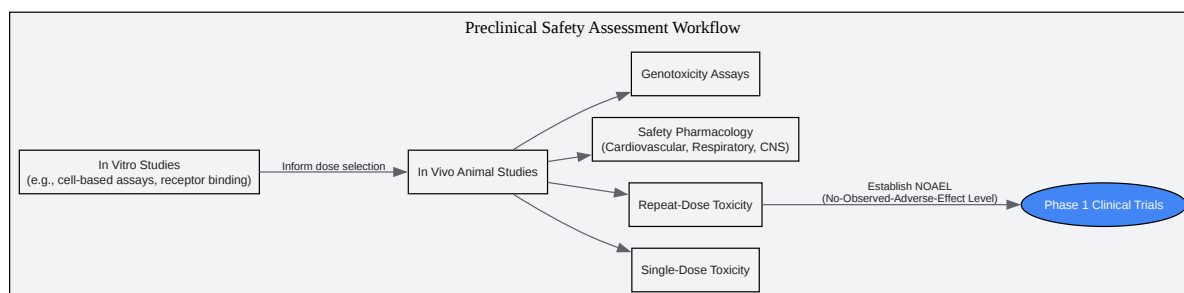 Preclinical Safety Assessment Workflow
Genotoxicity Assays
Safety Pharmacology
(Cardiovascular, Respiratory, CNS)
In Vitro Studies
(e.g., cell-based assays, receptor binding)
Inform dose selection
In Vivo Animal Studies
Repeat-Dose Toxicity
Establish NOAEL
(No-Observed-Adverse-Effect Level)
Phase 1 Clinical Trials
Single-Dose Toxicity